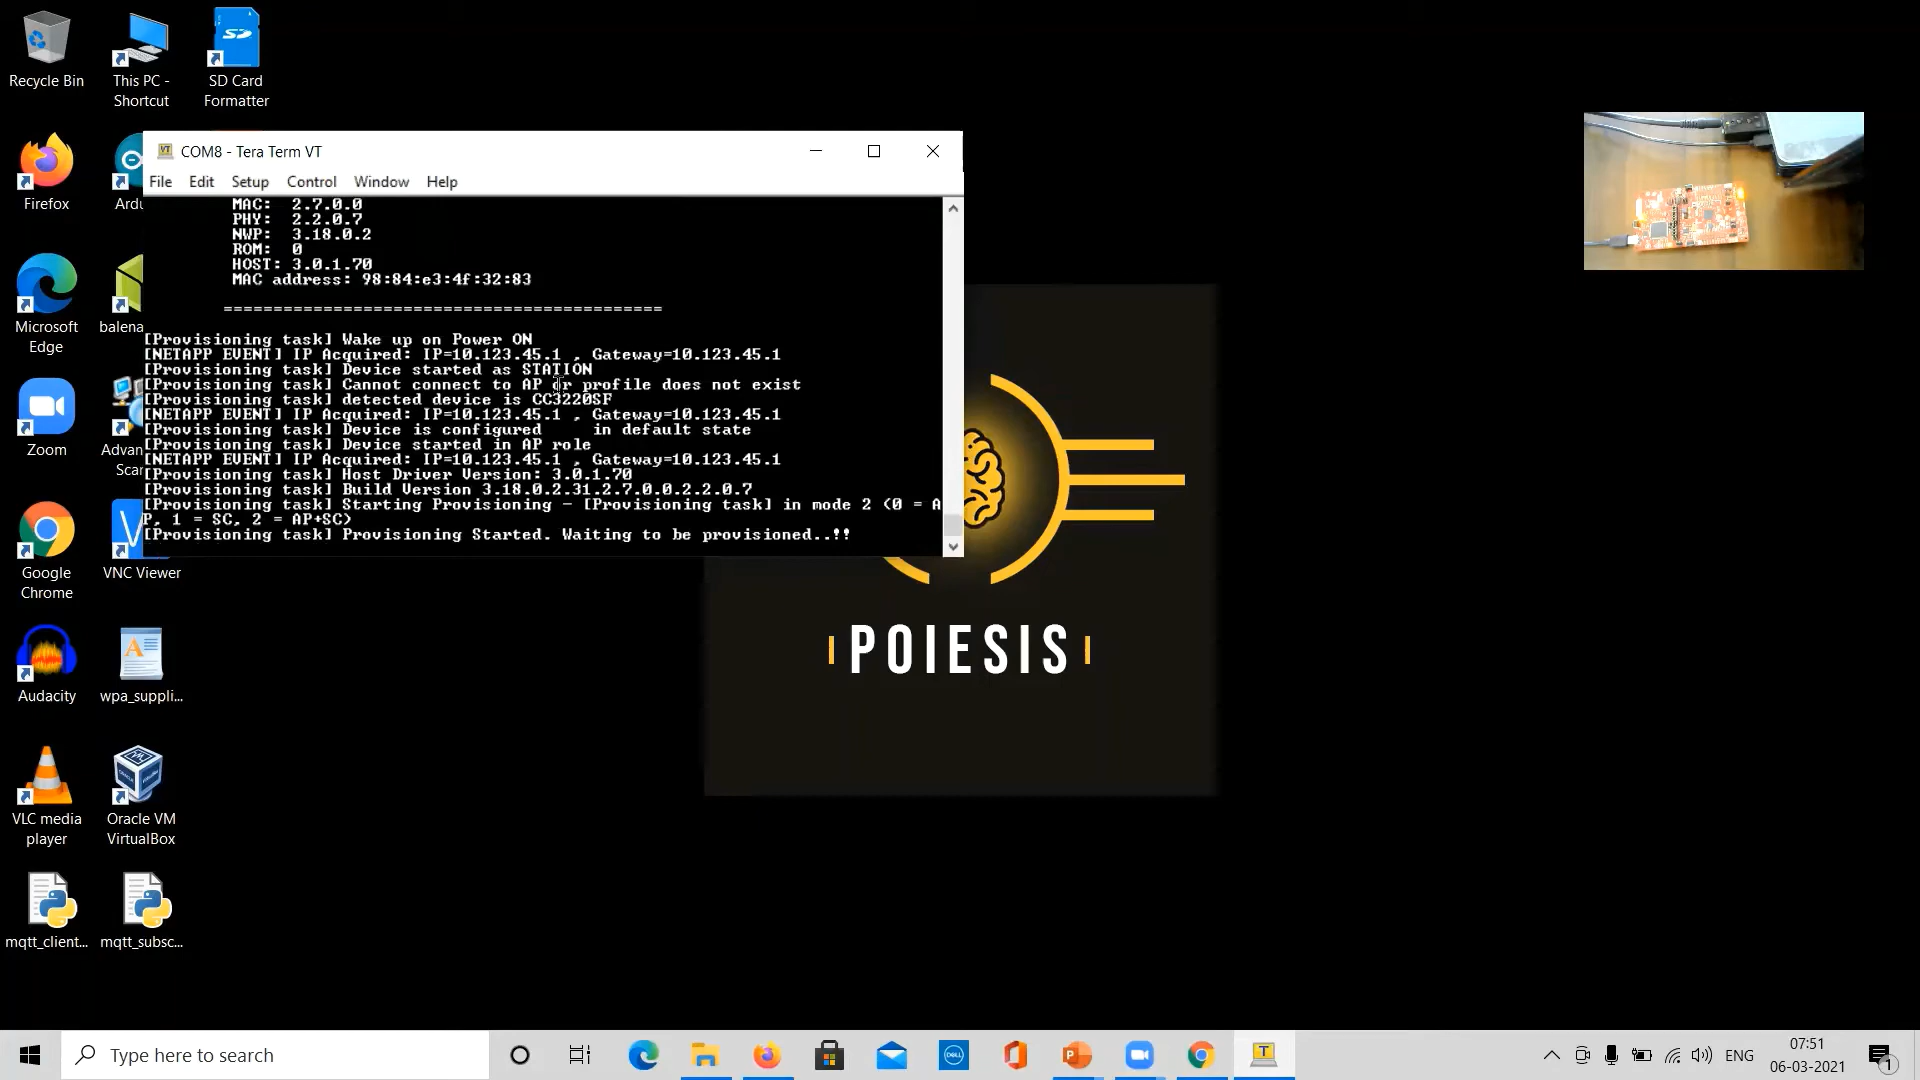 Recycle Bin
This PC -
Shortcut
SD
SD Card
Formatter
Firefox
Ardu
Microsoft
Edge
balena
Zoom
Advan
Scar
Google
Chrome
VNC Viewer
Audacity
wpa_suppli...
VLC media
player
Oracle VM
VirtualBox
mqtt_client...
mqtt_subsc...
COM8 - Tera Term VT
File Edit Setup Control Window Help
MAC: 2.7.0.0
PHY: 2.2.0.7
NWP: 3.18.0.2
ROM: 0
HOST: 3.0.1.70
MAC address: 98:84:e3:4f:32:83
============================================
[Provisioning task] Wake up on Power ON
[NETAPP EVENT] IP Acquired: IP=10.123.45.1 , Gateway=10.123.45.1
[Provisioning task] Device started as STATION
[Provisioning task] Cannot connect to AP or profile does not exist
[Provisioning task] detected device is CC3220SF
[NETAPP EVENT] IP Acquired: IP=10.123.45.1 , Gateway=10.123.45.1
[Provisioning task] Device is configured in default state
[Provisioning task] Device started in AP role
[NETAPP EVENT] IP Acquired: IP=10.123.45.1 , Gateway=10.123.45.1
[Provisioning task] Host Driver Version: 3.0.1.70
[Provisioning task] Build Version 3.18.0.2.31.2.7.0.0.2.2.0.7
[Provisioning task] Starting Provisioning - [Provisioning task] in mode 2 (0 = A
P, 1 = SC, 2 = AP+SC)
[Provisioning task] Provisioning Started. Waiting to be provisioned..!!
POIESIS
Type here to search
DELL
ENG
07:51
06-03-2021
1